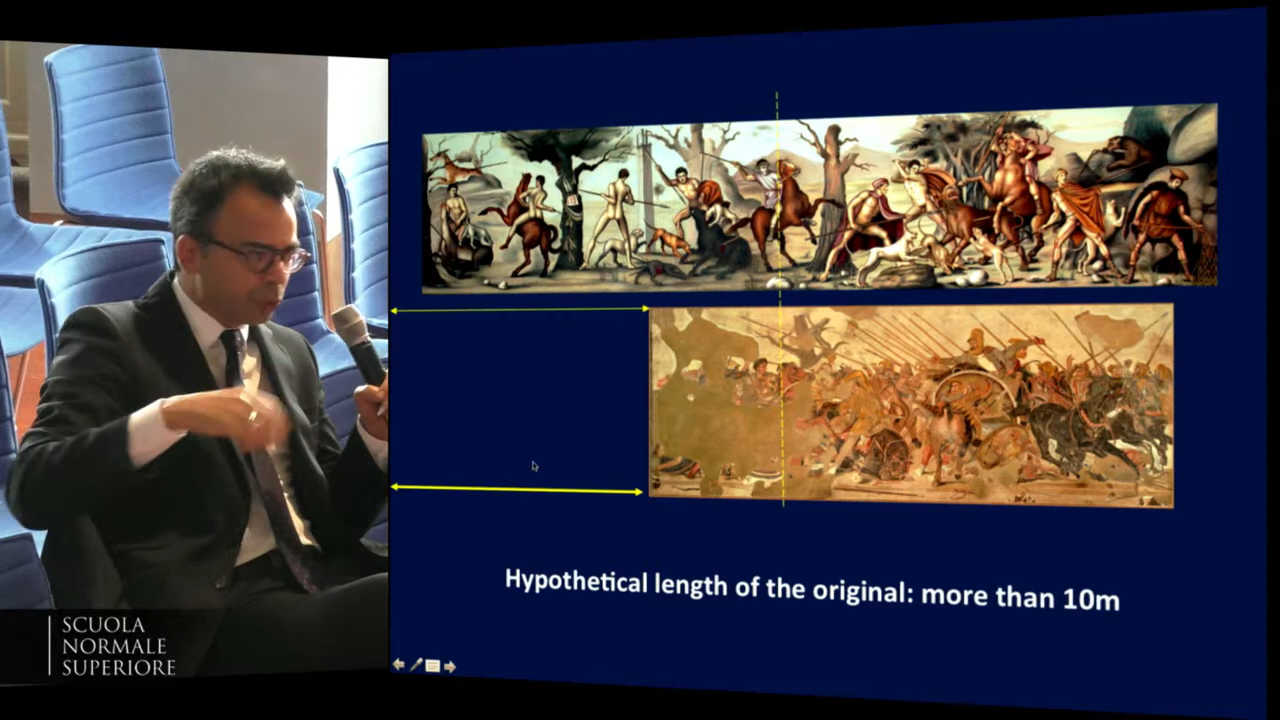 Hypothetical length of the original: more than 10m
SCUOLA
NORMALE
SUPERIORE